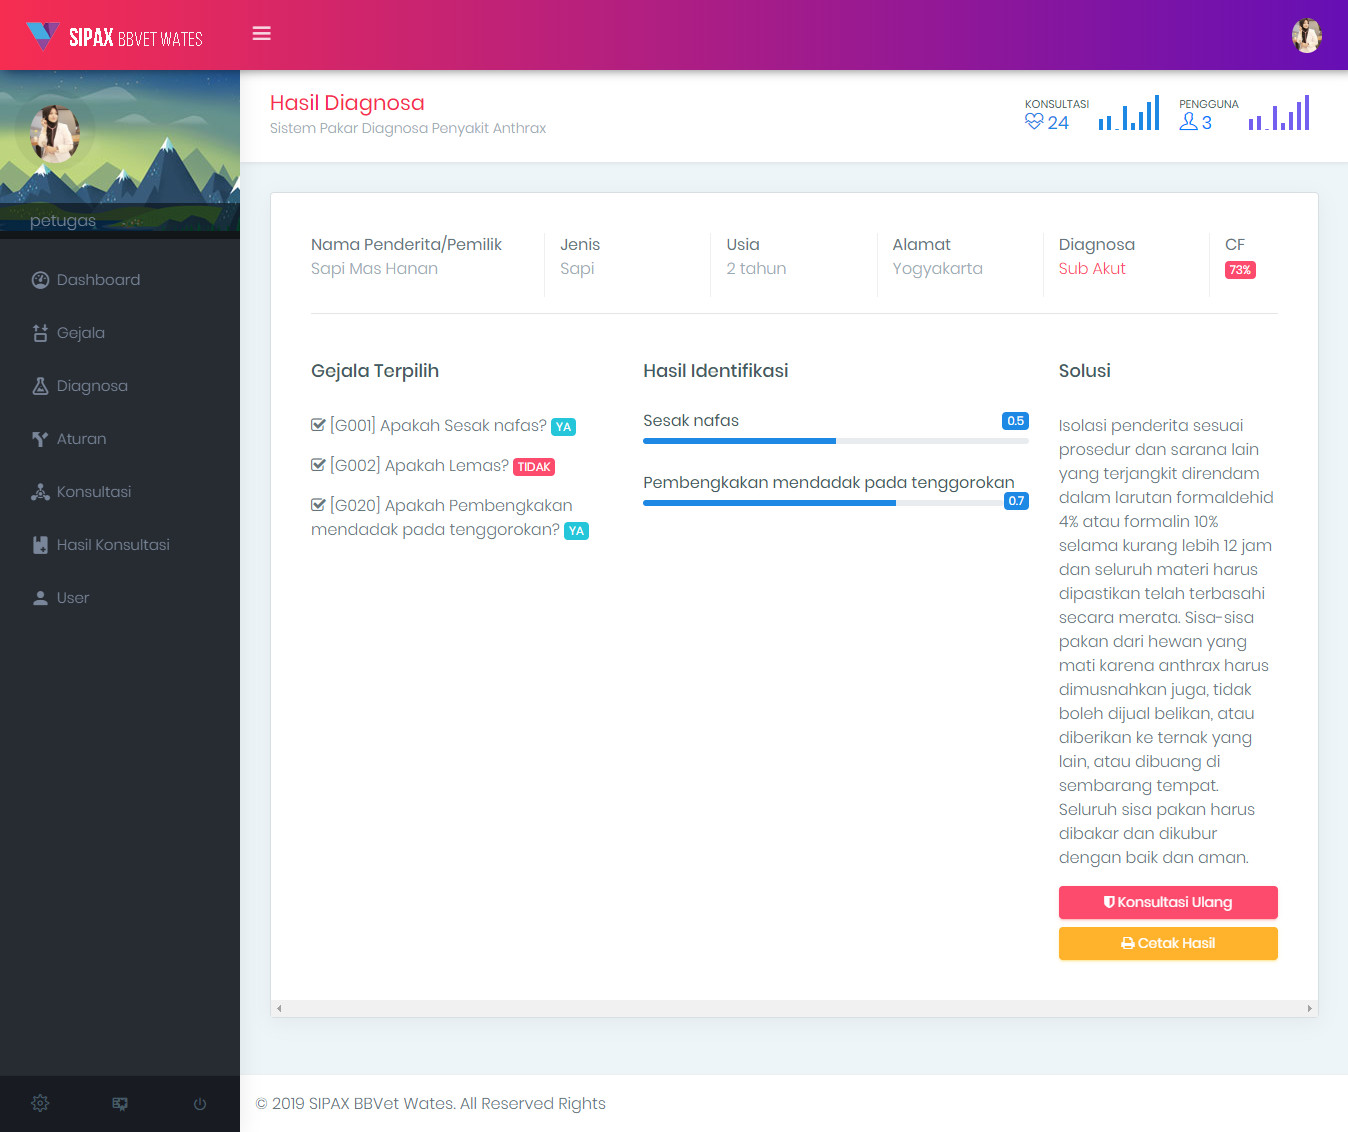 SIPAX BBVET WATES
petugas
Dashboard
Gejala
Diagnosa
Aturan
Konsultasi
Hasil Konsultasi
User
Hasil Diagnosa
Sistem Pakar Diagnosa Penyakit Anthrax
KONSULTASI
24
PENGGUNA
3
Nama Penderita/Pemilik
Sapi Mas Hanan
Jenis
Sapi
Usia
2 tahun
Alamat
Yogyakarta
Diagnosa
Sub Akut
CF
73%
Gejala Terpilih
[G001] Apakah Sesak nafas? YA
[G002] Apakah Lemas? TIDAK
[G020] Apakah Pembengkakan
mendadak pada tenggorokan? YA
Hasil Identifikasi
Sesak nafas 0.5
Pembengkakan mendadak pada tenggorokan
0.7
Solusi
Isolasi penderita sesuai
prosedur dan sarana lain
yang terjangkit direndam
dalam larutan formaldehid
4% atau formalin 10%
selama kurang lebih 12 jam
dan seluruh materi harus
dipastikan telah terbasahi
secara merata. Sisa-sisa
pakan dari hewan yang
mati karena anthrax harus
dimusnahkan juga, tidak
boleh dijual belikan, atau
diberikan ke ternak yang
lain, atau dibuang di
sembarang tempat.
Seluruh sisa pakan harus
dibakar dan dikubur
dengan baik dan aman.
Konsultasi Ulang
Cetak Hasil
© 2019 SIPAX BBVet Wates. All Reserved Rights